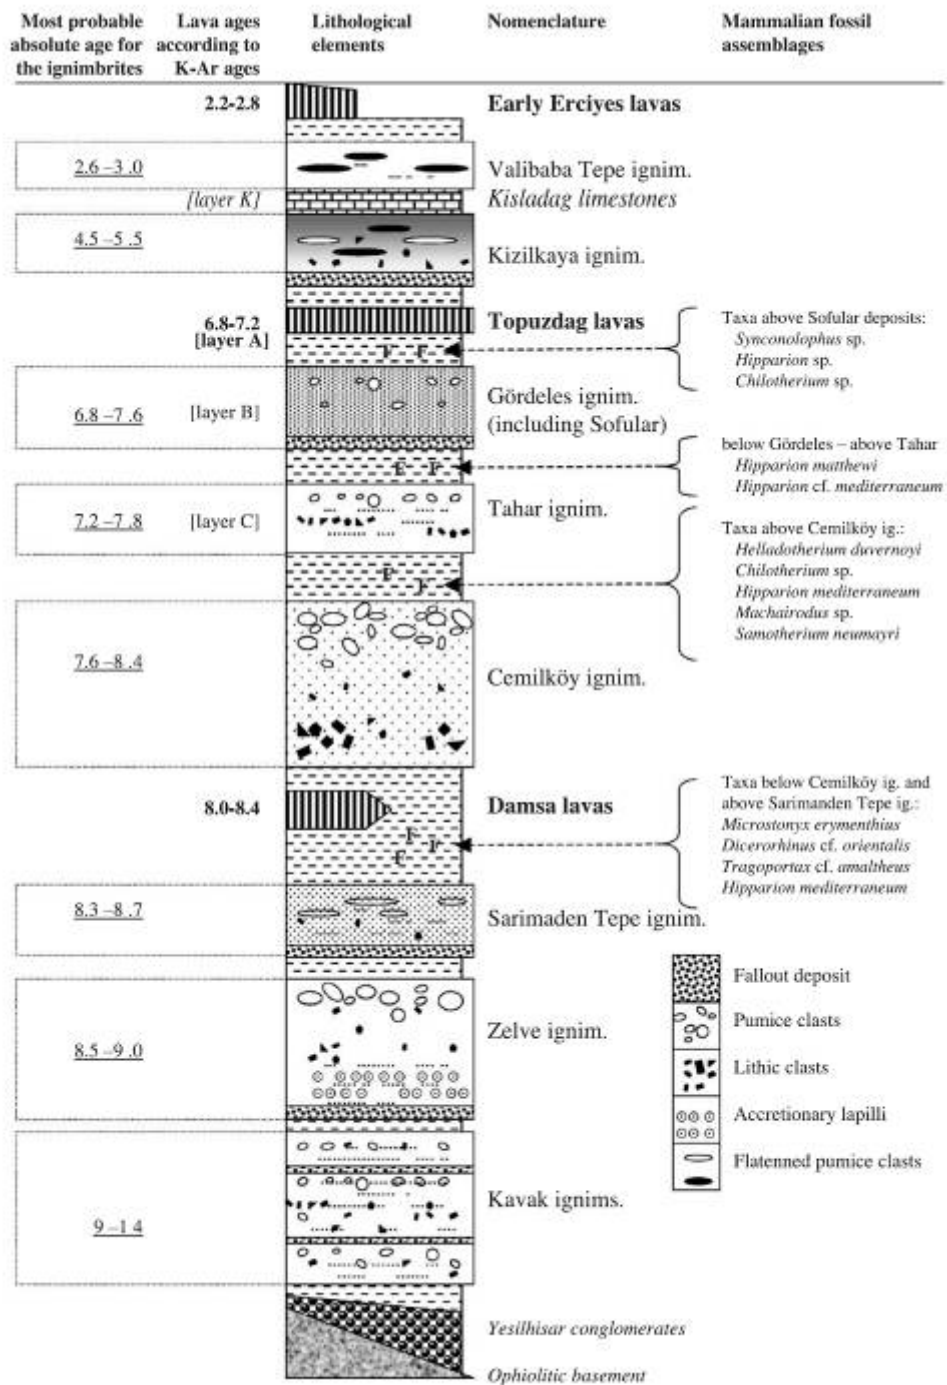 Most probable absolute age for the ignimbrites
Lava ages according to K-Ar ages
Lithological elements
Nomenclature
Mammalian fossil assemblages
2.2-2.8
Early Erciyes lavas
2.6 –3 .0
Valibaba Tepe ignim.
[layer K]
Kisladag limestones
4.5 –5 .5
Kizilkaya ignim.
6.8-7.2
[layer A]
Topuzdag lavas
F F
Taxa above Sofular deposits:
Synconolophus sp.
Hipparion sp.
Chilotherium sp.
6.8 –7 .6
[layer B]
Gördeles ignim.
(including Sofular)
F F
below Gördeles – above Tahar
Hipparion matthewi
Hipparion cf. mediterraneum
7.2 –7 .8
[layer C]
Tahar ignim.
F F
Taxa above Cemilköy ig.:
Helladotherium duvernoyi
Chilotherium sp.
Hipparion mediterraneum
Machairodus sp.
Samotherium neumayri
7.6 –8 .4
Cemilköy ignim.
8.0-8.4
Damsa lavas
F F
F
Taxa below Cemilköy ig. and
above Sarimanden Tepe ig.:
Microstonyx erymenthius
Dicerorhinus cf. orientalis
Tragoportax cf. amaltheus
Hipparion mediterraneum
8.3 –8 .7
Sarimaden Tepe ignim.
8.5 –9 .0
Zelve ignim.
9 –1 4
Kavak ignims.
Yesilhisar conglomerates
Ophiolitic basement
Fallout deposit
Pumice clasts
Lithic clasts
Accretionary lapilli
Flatenned pumice clasts